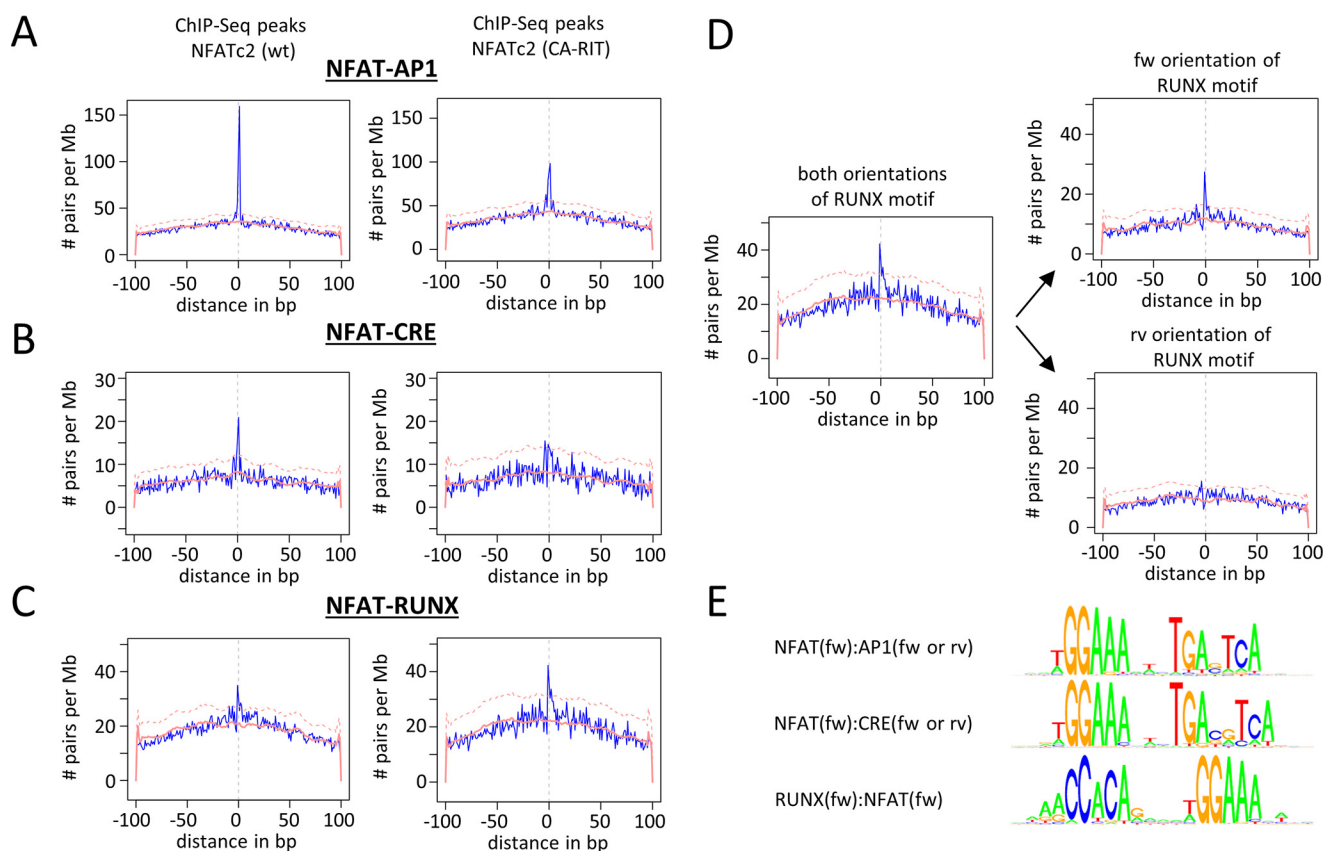 A
ChIP-Seq peaks
NFATc2 (wt)
ChIP-Seq peaks
NFATc2 (CA-RIT)
NFAT-AP1
# pairs per Mb
150
100
50
0
-100 -50 0 50 100
distance in bp
# pairs per Mb
150
100
50
0
-100 -50 0 50 100
distance in bp
B
NFAT-CRE
# pairs per Mb
30
20
10
0
-100 -50 0 50 100
distance in bp
# pairs per Mb
30
20
10
0
-100 -50 0 50 100
distance in bp
C
NFAT-RUNX
# pairs per Mb
40
20
0
-100 -50 0 50 100
distance in bp
# pairs per Mb
40
20
0
-100 -50 0 50 100
distance in bp
D
both orientations
of RUNX motif
# pairs per Mb
40
20
0
-100 -50 0 50 100
distance in bp
fw orientation of
RUNX motif
# pairs per Mb
40
20
0
-100 -50 0 50 100
distance in bp
rv orientation of
RUNX motif
# pairs per Mb
40
20
0
-100 -50 0 50 100
distance in bp
E
NFAT(fw):AP1(fw or rv)
TGGAAA TGA TCA
NFAT(fw):CRE(fw or rv)
TGGAAA TGACGTCA
RUNX(fw):NFAT(fw)
AACCACAG TGGAAA